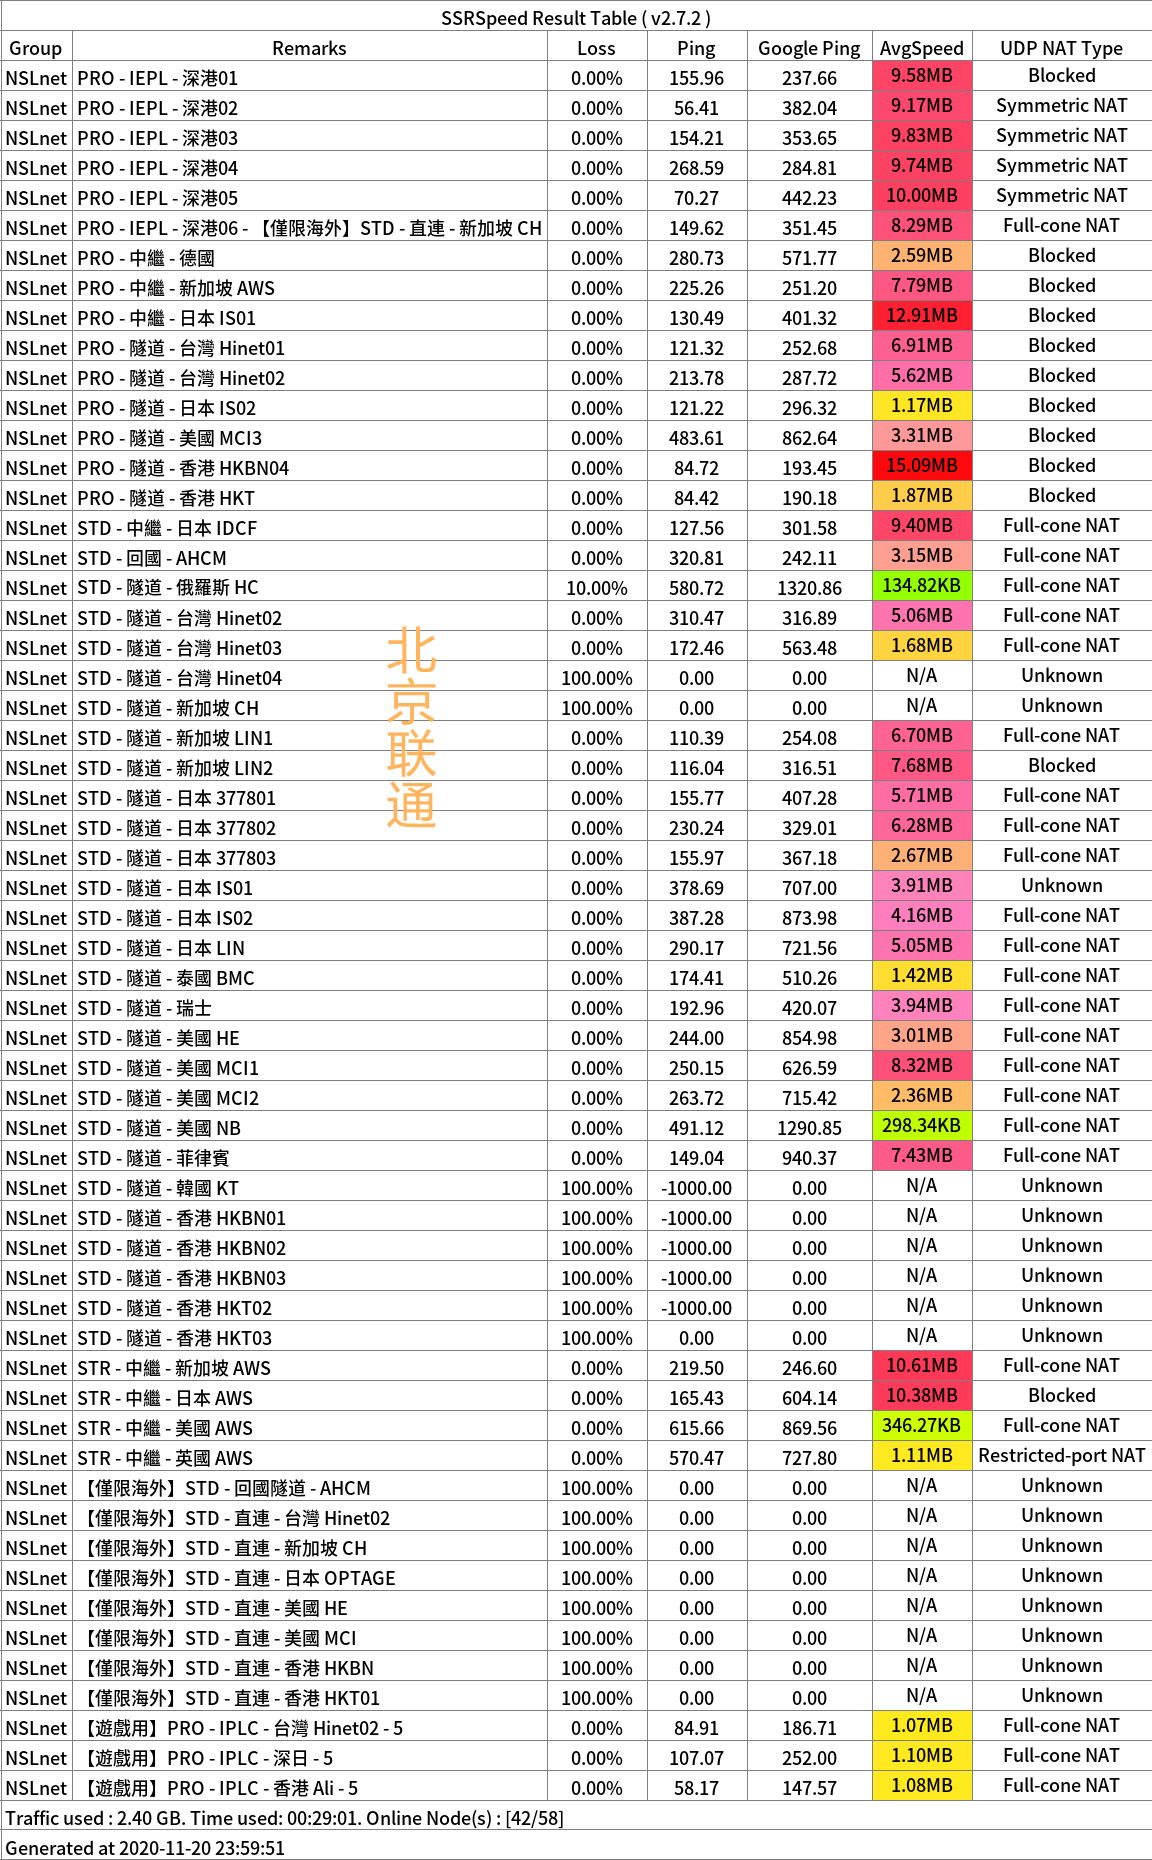 SSRSpeed Result Table ( v2.7.2 )
Group Remarks Loss Ping Google Ping AvgSpeed UDP NAT Type
NSLnet PRO - IEPL - 深港01 0.00% 155.96 237.66 9.58MB Blocked
NSLnet PRO - IEPL - 深港02 0.00% 56.41 382.04 9.17MB Symmetric NAT
NSLnet PRO - IEPL - 深港03 0.00% 154.21 353.65 9.83MB Symmetric NAT
NSLnet PRO - IEPL - 深港04 0.00% 268.59 284.81 9.74MB Symmetric NAT
NSLnet PRO - IEPL - 深港05 0.00% 70.27 442.23 10.00MB Symmetric NAT
NSLnet PRO - IEPL - 深港06 - 【僅限海外】STD - 直連 - 新加坡 CH 0.00% 149.62 351.45 8.29MB Full-cone NAT
NSLnet PRO - 中繼 - 德國 0.00% 280.73 571.77 2.59MB Blocked
NSLnet PRO - 中繼 - 新加坡 AWS 0.00% 225.26 251.20 7.79MB Blocked
NSLnet PRO - 中繼 - 日本 IS01 0.00% 130.49 401.32 12.91MB Blocked
NSLnet PRO - 隧道 - 台灣 Hinet01 0.00% 121.32 252.68 6.91MB Blocked
NSLnet PRO - 隧道 - 台灣 Hinet02 0.00% 213.78 287.72 5.62MB Blocked
NSLnet PRO - 隧道 - 日本 IS02 0.00% 121.22 296.32 1.17MB Blocked
NSLnet PRO - 隧道 - 美國 MCI3 0.00% 483.61 862.64 3.31MB Blocked
NSLnet PRO - 隧道 - 香港 HKBN04 0.00% 84.72 193.45 15.09MB Blocked
NSLnet PRO - 隧道 - 香港 HKT 0.00% 84.42 190.18 1.87MB Blocked
NSLnet STD - 中繼 - 日本 IDCF 0.00% 127.56 301.58 9.40MB Full-cone NAT
NSLnet STD - 回國 - AHCM 0.00% 320.81 242.11 3.15MB Full-cone NAT
NSLnet STD - 隧道 - 俄羅斯 HC 10.00% 580.72 1320.86 134.82KB Full-cone NAT
NSLnet STD - 隧道 - 台灣 Hinet02 0.00% 310.47 316.89 5.06MB Full-cone NAT
NSLnet STD - 隧道 - 台灣 Hinet03 0.00% 172.46 563.48 1.68MB Full-cone NAT
NSLnet STD - 隧道 - 台灣 Hinet04 100.00% 0.00 0.00 N/A Unknown
NSLnet STD - 隧道 - 新加坡 CH 100.00% 0.00 0.00 N/A Unknown
NSLnet STD - 隧道 - 新加坡 LIN1 0.00% 110.39 254.08 6.70MB Full-cone NAT
NSLnet STD - 隧道 - 新加坡 LIN2 0.00% 116.04 316.51 7.68MB Blocked
NSLnet STD - 隧道 - 日本 377801 0.00% 155.77 407.28 5.71MB Full-cone NAT
NSLnet STD - 隧道 - 日本 377802 0.00% 230.24 329.01 6.28MB Full-cone NAT
NSLnet STD - 隧道 - 日本 377803 0.00% 155.97 367.18 2.67MB Full-cone NAT
NSLnet STD - 隧道 - 日本 IS01 0.00% 378.69 707.00 3.91MB Unknown
NSLnet STD - 隧道 - 日本 IS02 0.00% 387.28 873.98 4.16MB Full-cone NAT
NSLnet STD - 隧道 - 日本 LIN 0.00% 290.17 721.56 5.05MB Full-cone NAT
NSLnet STD - 隧道 - 泰國 BMC 0.00% 174.41 510.26 1.42MB Full-cone NAT
NSLnet STD - 隧道 - 瑞士 0.00% 192.96 420.07 3.94MB Full-cone NAT
NSLnet STD - 隧道 - 美國 HE 0.00% 244.00 854.98 3.01MB Full-cone NAT
NSLnet STD - 隧道 - 美國 MCI1 0.00% 250.15 626.59 8.32MB Full-cone NAT
NSLnet STD - 隧道 - 美國 MCI2 0.00% 263.72 715.42 2.36MB Full-cone NAT
NSLnet STD - 隧道 - 美國 NB 0.00% 491.12 1290.85 298.34KB Full-cone NAT
NSLnet STD - 隧道 - 菲律賓 0.00% 149.04 940.37 7.43MB Full-cone NAT
NSLnet STD - 隧道 - 韓國 KT 100.00% -1000.00 0.00 N/A Unknown
NSLnet STD - 隧道 - 香港 HKBN01 100.00% -1000.00 0.00 N/A Unknown
NSLnet STD - 隧道 - 香港 HKBN02 100.00% -1000.00 0.00 N/A Unknown
NSLnet STD - 隧道 - 香港 HKBN03 100.00% -1000.00 0.00 N/A Unknown
NSLnet STD - 隧道 - 香港 HKT02 100.00% -1000.00 0.00 N/A Unknown
NSLnet STD - 隧道 - 香港 HKT03 100.00% 0.00 0.00 N/A Unknown
NSLnet STR - 中繼 - 新加坡 AWS 0.00% 219.50 246.60 10.61MB Full-cone NAT
NSLnet STR - 中繼 - 日本 AWS 0.00% 165.43 604.14 10.38MB Blocked
NSLnet STR - 中繼 - 美國 AWS 0.00% 615.66 869.56 346.27KB Full-cone NAT
NSLnet STR - 中繼 - 英國 AWS 0.00% 570.47 727.80 1.11MB Restricted-port NAT
NSLnet 【僅限海外】STD - 回國隧道 - AHCM 100.00% 0.00 0.00 N/A Unknown
NSLnet 【僅限海外】STD - 直連 - 台灣 Hinet02 100.00% 0.00 0.00 N/A Unknown
NSLnet 【僅限海外】STD - 直連 - 新加坡 CH 100.00% 0.00 0.00 N/A Unknown
NSLnet 【僅限海外】STD - 直連 - 日本 OPTAGE 100.00% 0.00 0.00 N/A Unknown
NSLnet 【僅限海外】STD - 直連 - 美國 HE 100.00% 0.00 0.00 N/A Unknown
NSLnet 【僅限海外】STD - 直連 - 美國 MCI 100.00% 0.00 0.00 N/A Unknown
NSLnet 【僅限海外】STD - 直連 - 香港 HKBN 100.00% 0.00 0.00 N/A Unknown
NSLnet 【僅限海外】STD - 直連 - 香港 HKT01 100.00% 0.00 0.00 N/A Unknown
NSLnet 【遊戲用】PRO - IPLC - 台灣 Hinet02 - 5 0.00% 84.91 186.71 1.07MB Full-cone NAT
NSLnet 【遊戲用】PRO - IPLC - 深日 - 5 0.00% 107.07 252.00 1.10MB Full-cone NAT
NSLnet 【遊戲用】PRO - IPLC - 香港 Ali - 5 0.00% 58.17 147.57 1.08MB Full-cone NAT
Traffic used : 2.40 GB. Time used: 00:29:01. Online Node(s) : [42/58]
Generated at 2020-11-20 23:59:51
北京联通